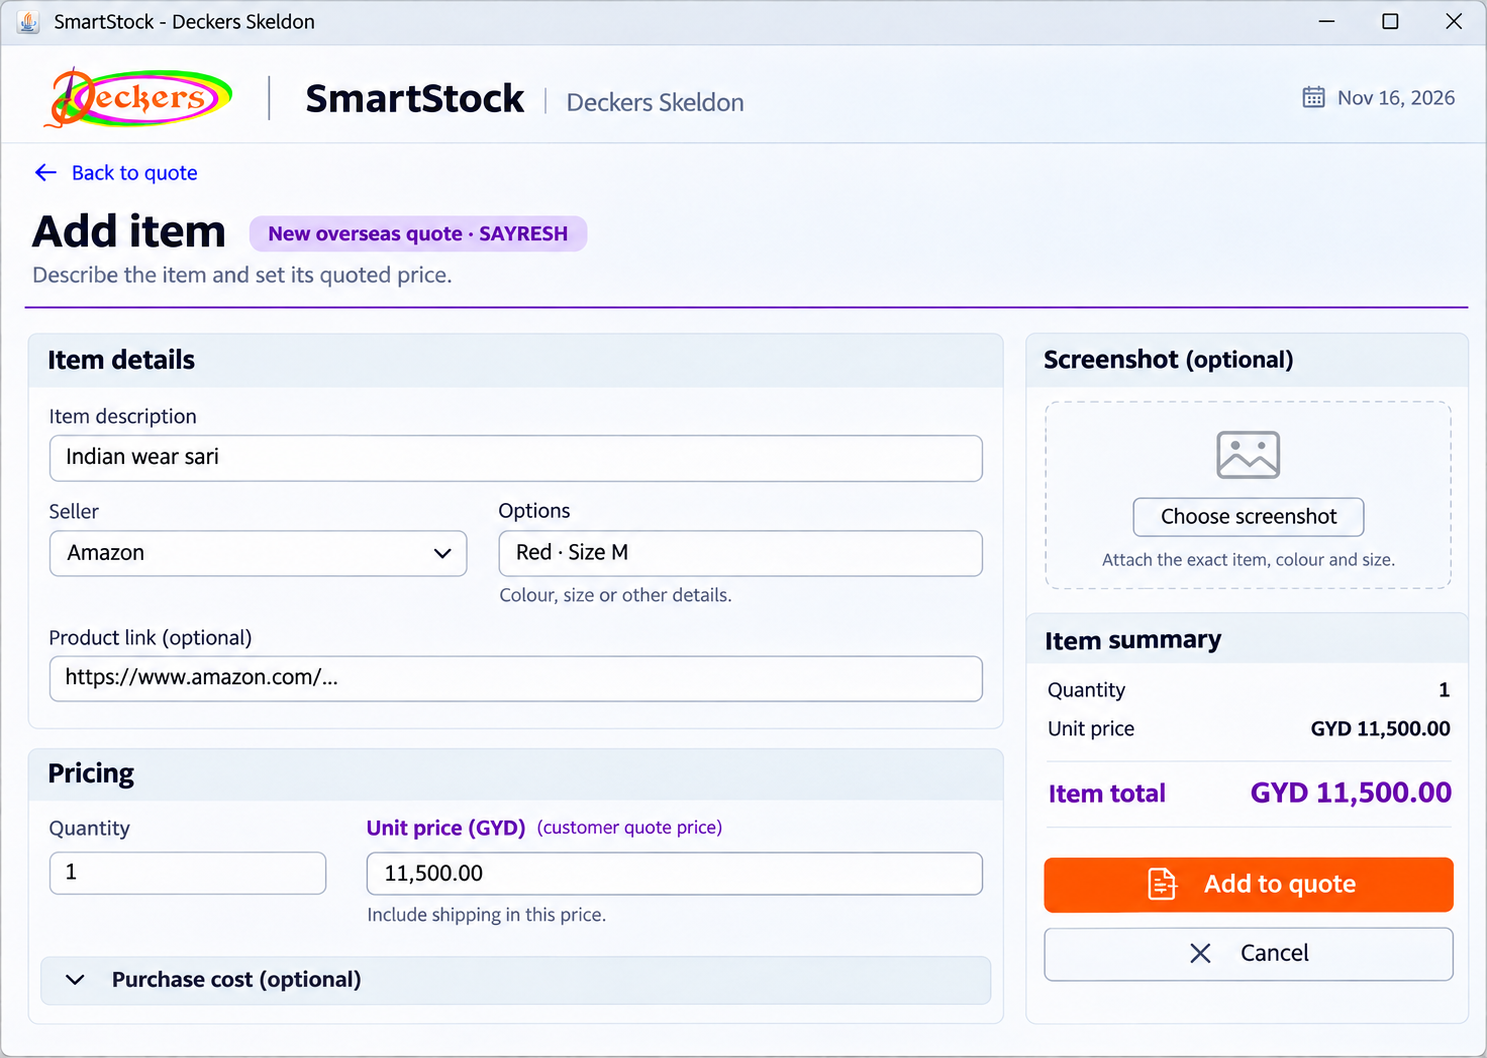 SmartStock - Deckers Skeldon
Deckers
SmartStock
Deckers Skeldon
Nov 16, 2026
Back to quote
Add item
New overseas quote · SAYRESH
Describe the item and set its quoted price.
Item details
Item description
Indian wear sari
Seller
Options
Amazon
Red · Size M
Colour, size or other details.
Product link (optional)
https://www.amazon.com/...
Pricing
Quantity
Unit price (GYD) (customer quote price)
1
11,500.00
Include shipping in this price.
Purchase cost (optional)
Screenshot (optional)
Choose screenshot
Attach the exact item, colour and size.
Item summary
Quantity 1
Unit price GYD 11,500.00
Item total GYD 11,500.00
Add to quote
Cancel